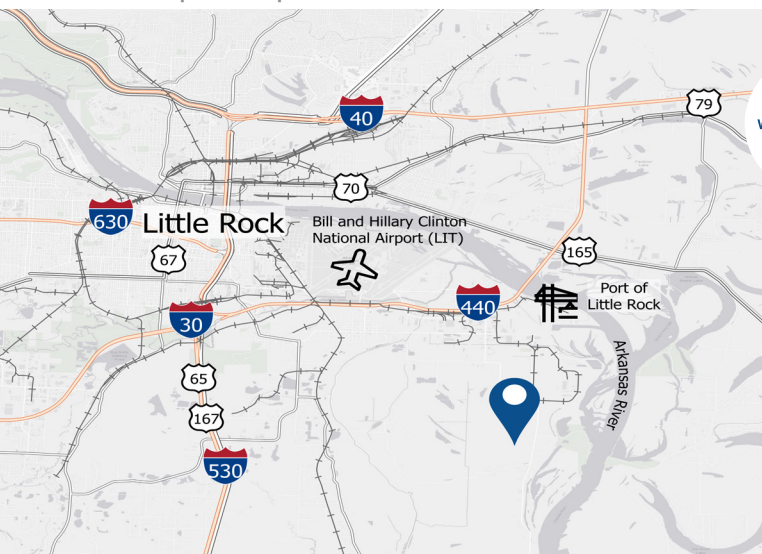 40
79
70
630
Little Rock
Bill and Hillary Clinton
National Airport (LIT)
67
165
440
Port of
Little Rock
30
Arkansas River
65
167
530